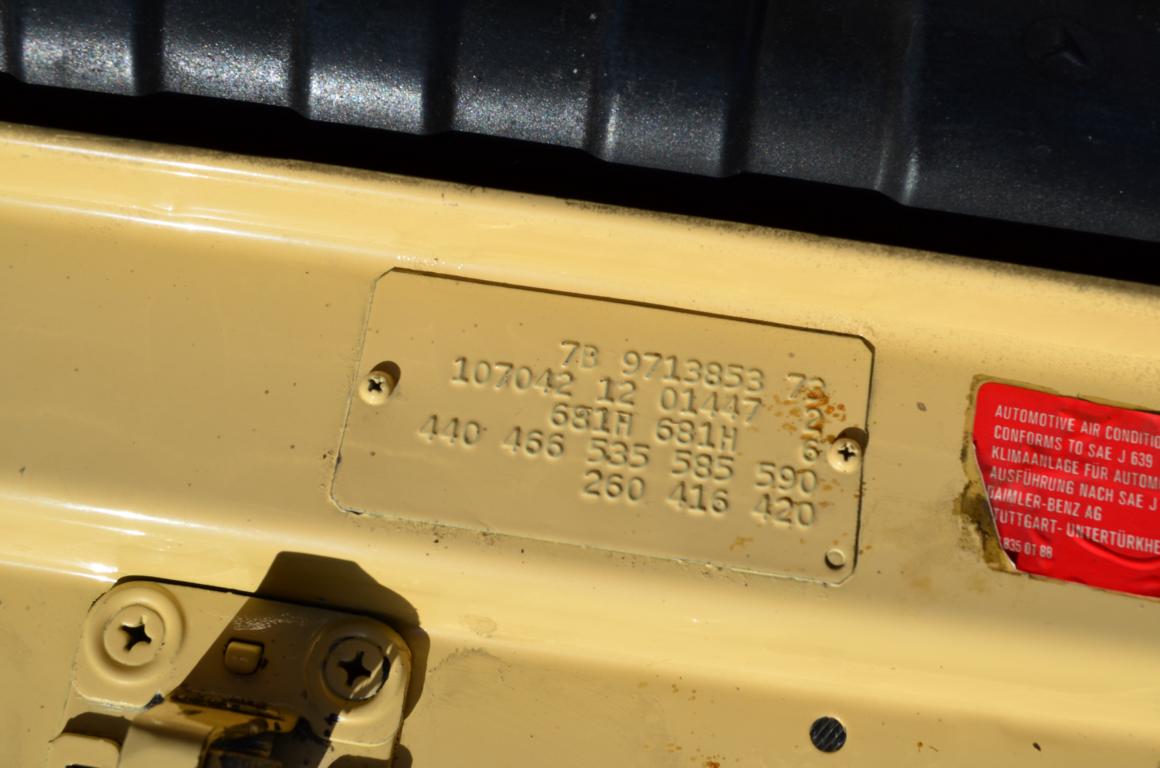 7B 9713853 73
107042 12 01447 2
681H 681H 6
440 466 535 585 590
260 416 420
AUTOMOTIVE AIR CONDITIO
CONFORMS TO SAE J 639
KLIMAANLAGE FÜR AUTOM
AUSFÜHRUNG NACH SAE J
DAIMLER-BENZ AG
STUTTGART- UNTERTÜRKHE
835 01 88